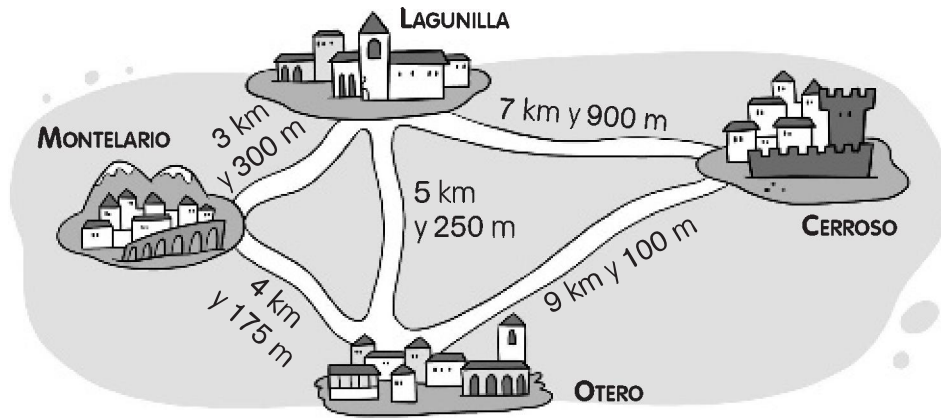 LAGUNILLA
MONTELARIO
3 km
y 300 m
7 km y 900 m
5 km
y 250 m
CERROSO
9 km y 100 m
4 km
y 175 m
OTERO